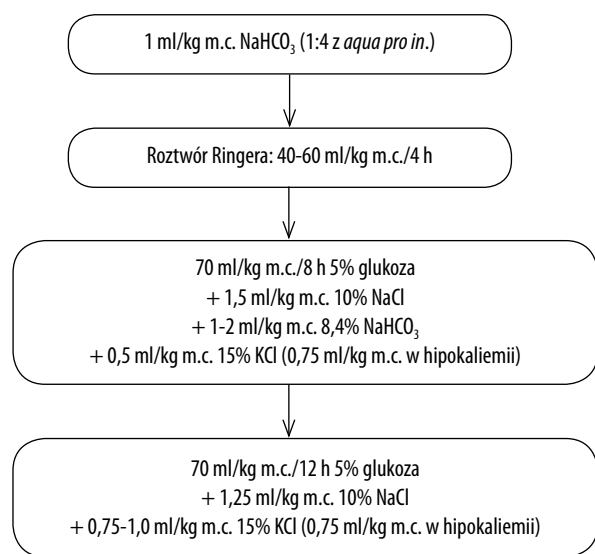 1 ml/kg m.c. NaHCO₃ (1:4 z aqua pro in.)
Roztwór Ringera: 40-60 ml/kg m.c./4 h
70 ml/kg m.c./8 h 5% glukoza
+ 1,5 ml/kg m.c. 10% NaCl
+ 1-2 ml/kg m.c. 8,4% NaHCO₃
+ 0,5 ml/kg m.c. 15% KCl (0,75 ml/kg m.c. w hipokaliemii)
70 ml/kg m.c./12 h 5% glukoza
+ 1,25 ml/kg m.c. 10% NaCl
+ 0,75-1,0 ml/kg m.c. 15% KCl (0,75 ml/kg m.c. w hipokaliemii)